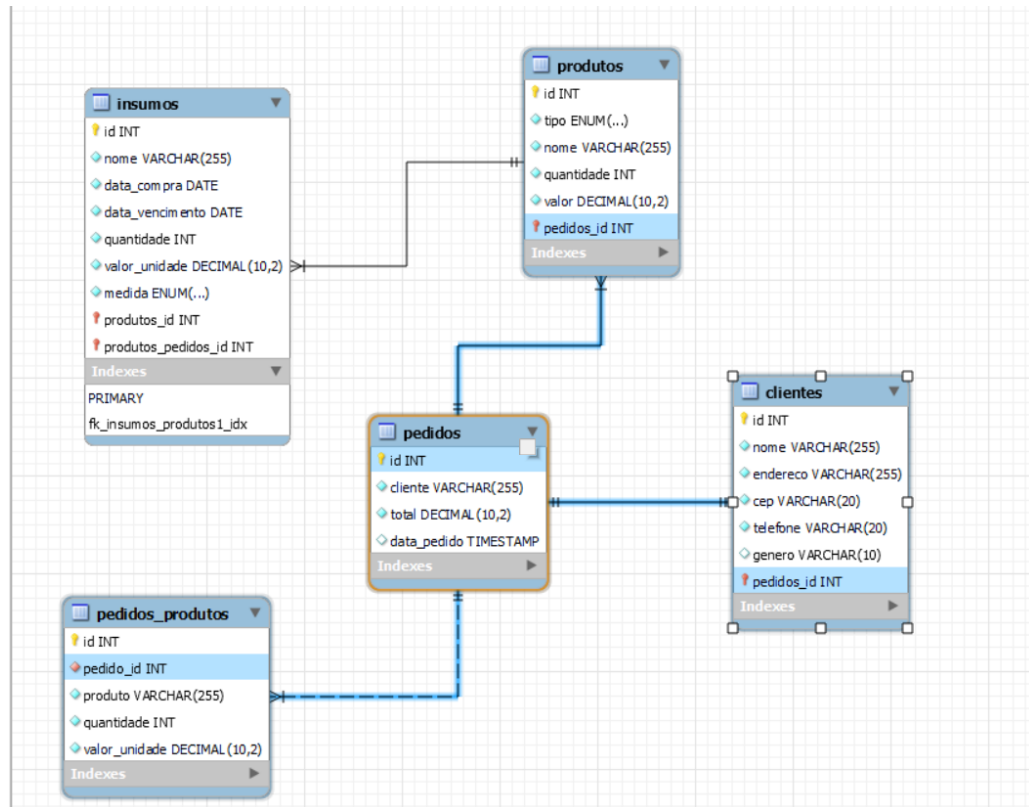 insumos
id INT
nome VARCHAR(255)
data_compra DATE
data_vencimento DATE
quantidade INT
valor_unidade DECIMAL(10,2)
medida ENUM(...)
produtos_id INT
produtos_pedidos_id INT
Indexes
PRIMARY
fk_insumos_produtos1_idx
produtos
id INT
tipo ENUM(...)
nome VARCHAR(255)
quantidade INT
valor DECIMAL(10,2)
pedidos_id INT
Indexes
pedidos
id INT
cliente VARCHAR(255)
total DECIMAL(10,2)
data_pedido TIMESTAMP
Indexes
clientes
id INT
nome VARCHAR(255)
endereco VARCHAR(255)
cep VARCHAR(20)
telefone VARCHAR(20)
genero VARCHAR(10)
pedidos_id INT
Indexes
pedidos_produtos
id INT
pedido_id INT
produto VARCHAR(255)
quantidade INT
valor_unidade DECIMAL(10,2)
Indexes